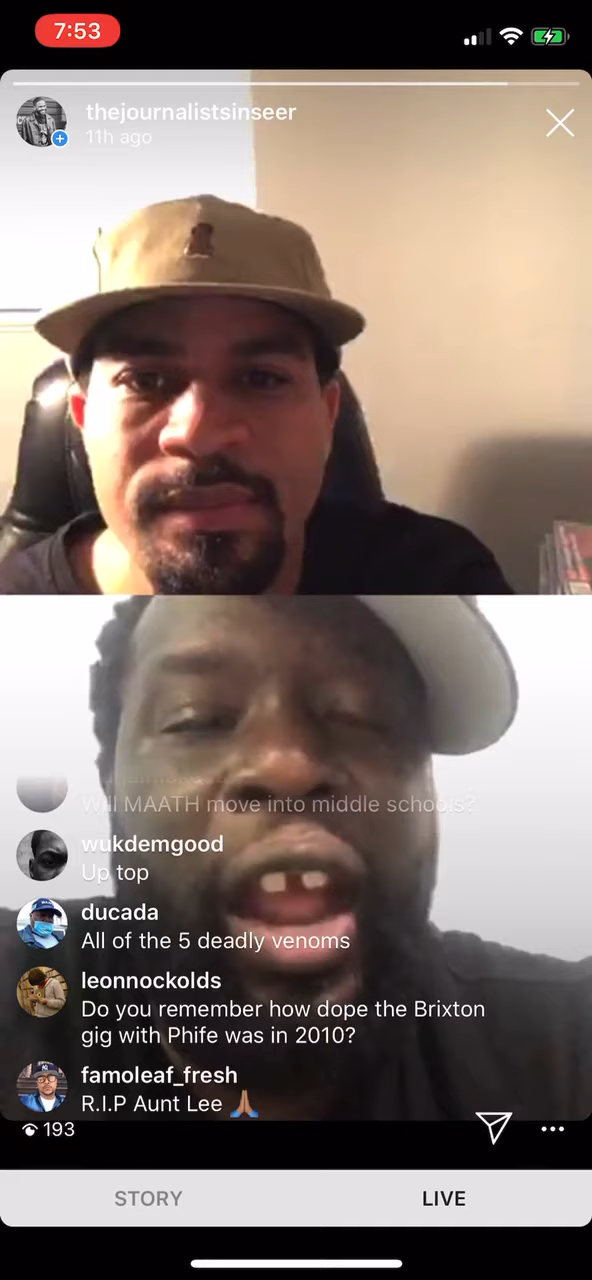 7:53
thejournalistsinseer
11h ago
Will MAATH move into middle schools?
wukdemgood
Up top
ducada
All of the 5 deadly venoms
leonnockolds
Do you remember how dope the Brixton
gig with Phife was in 2010?
famoleaf_fresh
R.I.P Aunt Lee 🙏🏽
193
STORY
LIVE